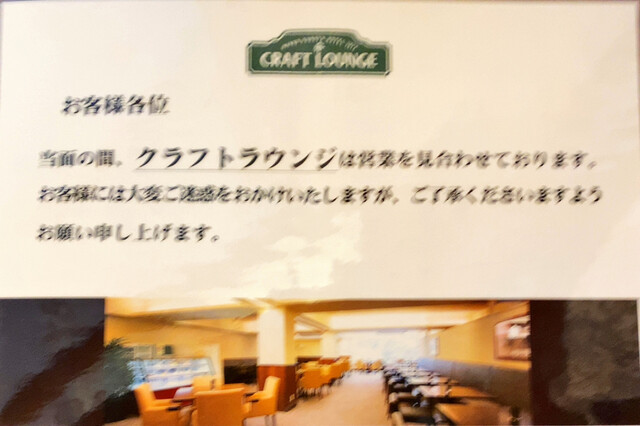 CRAFT LOUNGE
お客様各位
当面の間、クラフトラウンジは営業を見合わせております。
お客様には大変ご迷惑をおかけいたしますが、ご了承くださいますよう
お願い申し上げます。